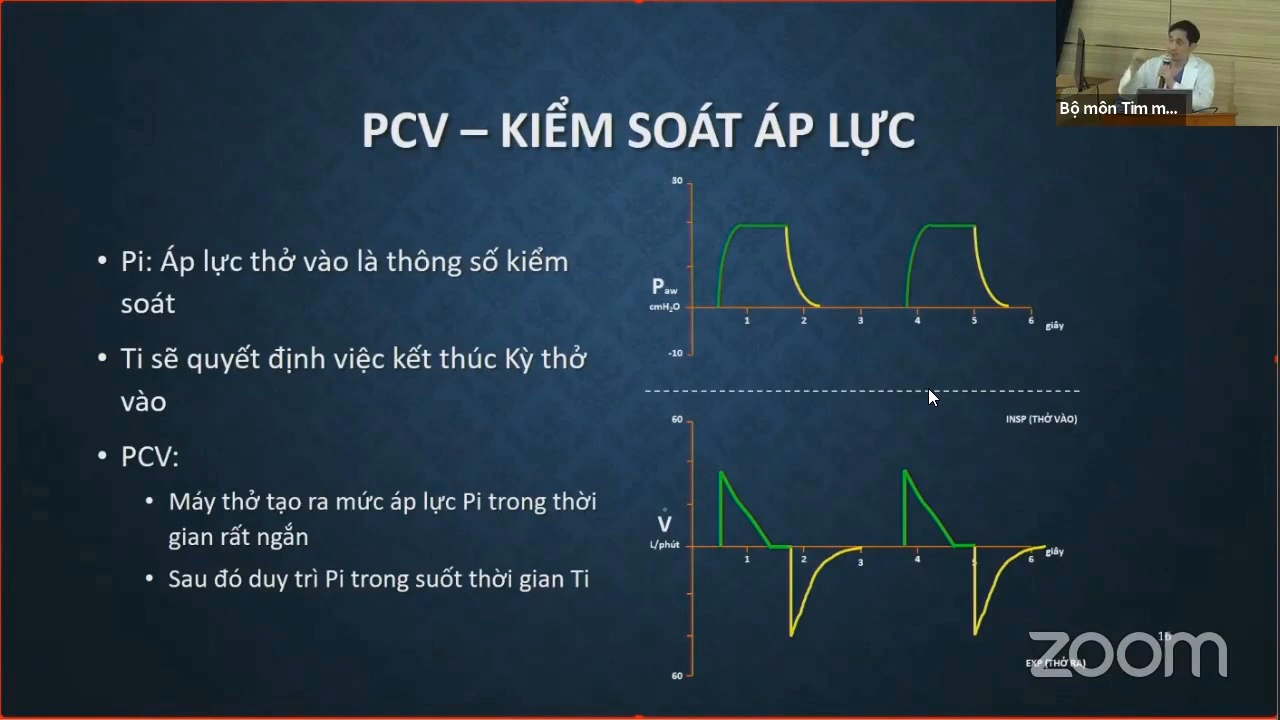 Bộ môn Tim m...
PCV – KIỂM SOÁT ÁP LỰC
• Pi: Áp lực thở vào là thông số kiểm
soát
• Ti sẽ quyết định việc kết thúc Kỳ thở
vào
• PCV:
• Máy thở tạo ra mức áp lực Pi trong thời
gian rất ngắn
• Sau đó duy trì Pi trong suốt thời gian Ti
30
Paw
cmH2O
1 2 3 4 5 6
giây
-10
60
INSP (THỞ VÀO)
V̊
L/phút
1 2 3 4 5 6
giây
16
EXP (THỞ RA)
60
zoom